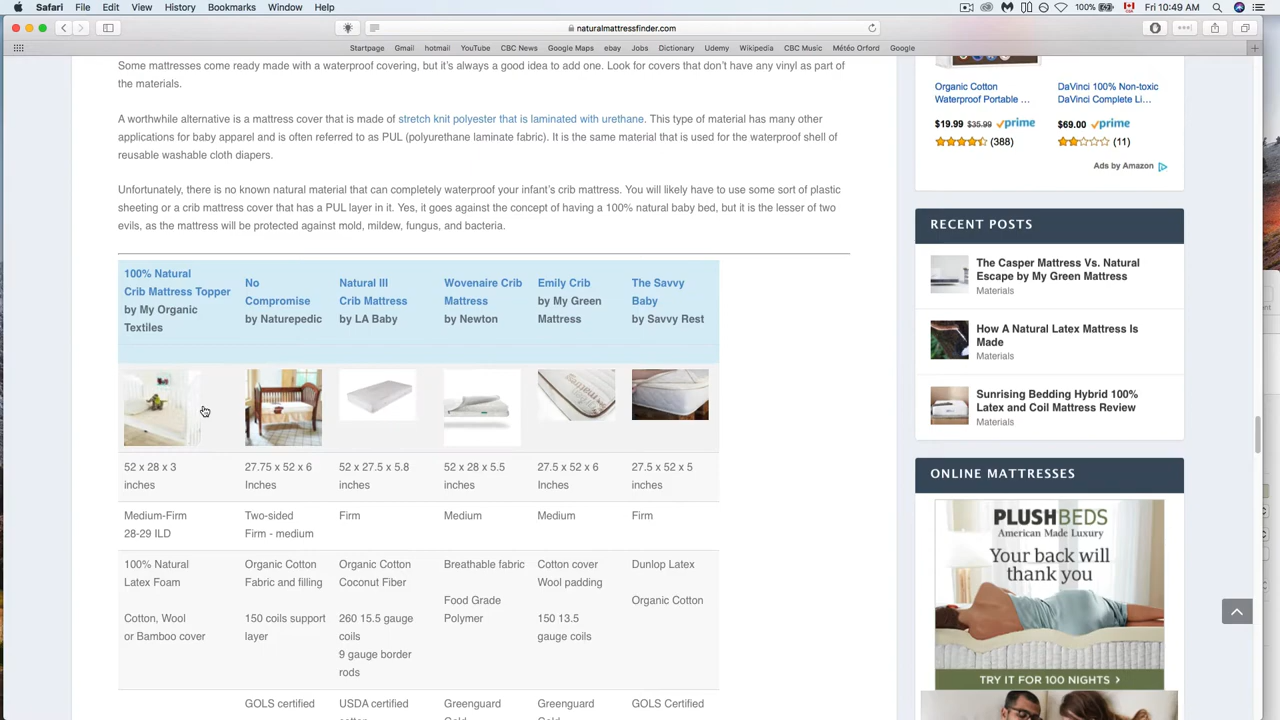 Safari File Edit View History Bookmarks Window Help
100% Fri 10:49 AM
naturalmattressfinder.com
Startpage Gmail hotmail YouTube CBC News Google Maps ebay Jobs Dictionary Udemy Wikipedia CBC Music Météo Orford Google
Some mattresses come ready made with a waterproof covering, but it's always a good idea to add one. Look for covers that don't have any vinyl as part of
the materials.
A worthwhile alternative is a mattress cover that is made of stretch knit polyester that is laminated with urethane. This type of material has many other
applications for baby apparel and is often referred to as PUL (polyurethane laminate fabric). It is the same material that is used for the waterproof shell of
reusable washable cloth diapers.
Unfortunately, there is no known natural material that can completely waterproof your infant's crib mattress. You will likely have to use some sort of plastic
sheeting or a crib mattress cover that has a PUL layer in it. Yes, it goes against the concept of having a 100% natural baby bed, but it is the lesser of two
evils, as the mattress will be protected against mold, mildew, fungus, and bacteria.
100% Natural
Crib Mattress Topper
by My Organic
Textiles
No
Compromise
by Naturepedic
Natural III
Crib Mattress
by LA Baby
Wovenaire Crib
Mattress
by Newton
Emily Crib
by My Green
Mattress
The Savvy
Baby
by Savvy Rest
52 x 28 x 3
inches
27.75 x 52 x 6
Inches
52 x 27.5 x 5.8
inches
52 x 28 x 5.5
inches
27.5 x 52 x 6
Inches
27.5 x 52 x 5
inches
Medium-Firm
28-29 ILD
Two-sided
Firm - medium
Firm
Medium
Medium
Firm
100% Natural
Latex Foam
Cotton, Wool
or Bamboo cover
Organic Cotton
Fabric and filling
150 coils support
layer
Organic Cotton
Coconut Fiber
260 15.5 gauge
coils
9 gauge border
rods
Breathable fabric
Food Grade
Polymer
Cotton cover
Wool padding
150 13.5
gauge coils
Dunlop Latex
Organic Cotton
GOLS certified
USDA certified
Greenguard
Greenguard
GOLS Certified
Organic Cotton
Waterproof Portable ...
$19.99 $35.99 prime
(388)
DaVinci 100% Non-toxic
DaVinci Complete Li...
$69.00 prime
(11)
Ads by Amazon
RECENT POSTS
The Casper Mattress Vs. Natural
Escape by My Green Mattress
Materials
How A Natural Latex Mattress Is
Made
Materials
Sunrising Bedding Hybrid 100%
Latex and Coil Mattress Review
Materials
ONLINE MATTRESSES
PLUSHBEDS
American Made Luxury
Your back will
thank you
TRY IT FOR 100 NIGHTS >